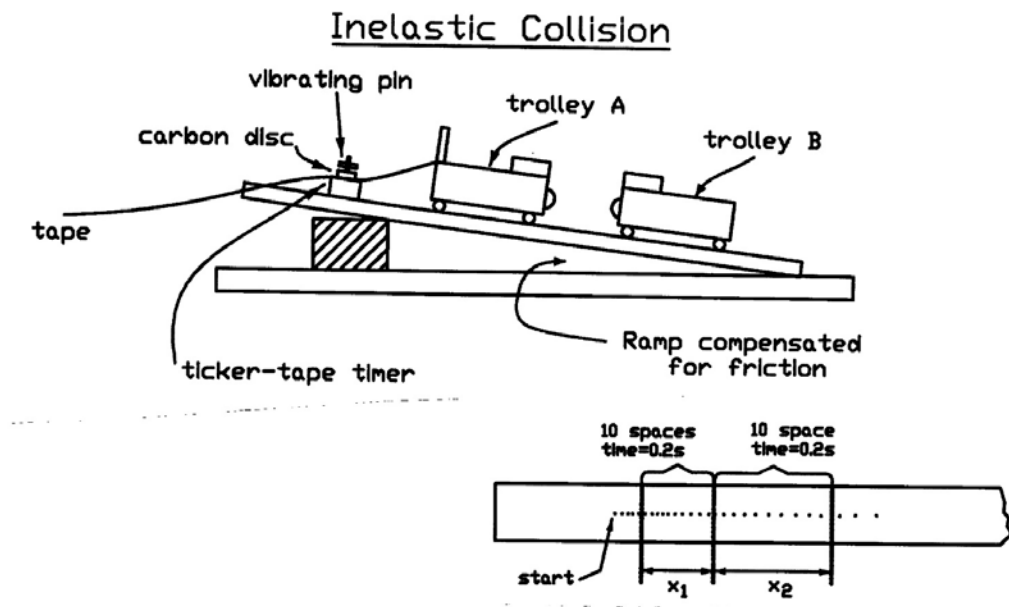 Inelastic Collision
vibrating pin
carbon disc
trolley A
trolley B
tape
ticker-tape timer
Ramp compensated
for friction
10 spaces
time=0.2s
10 space
time=0.2s
start
x₁
x₂